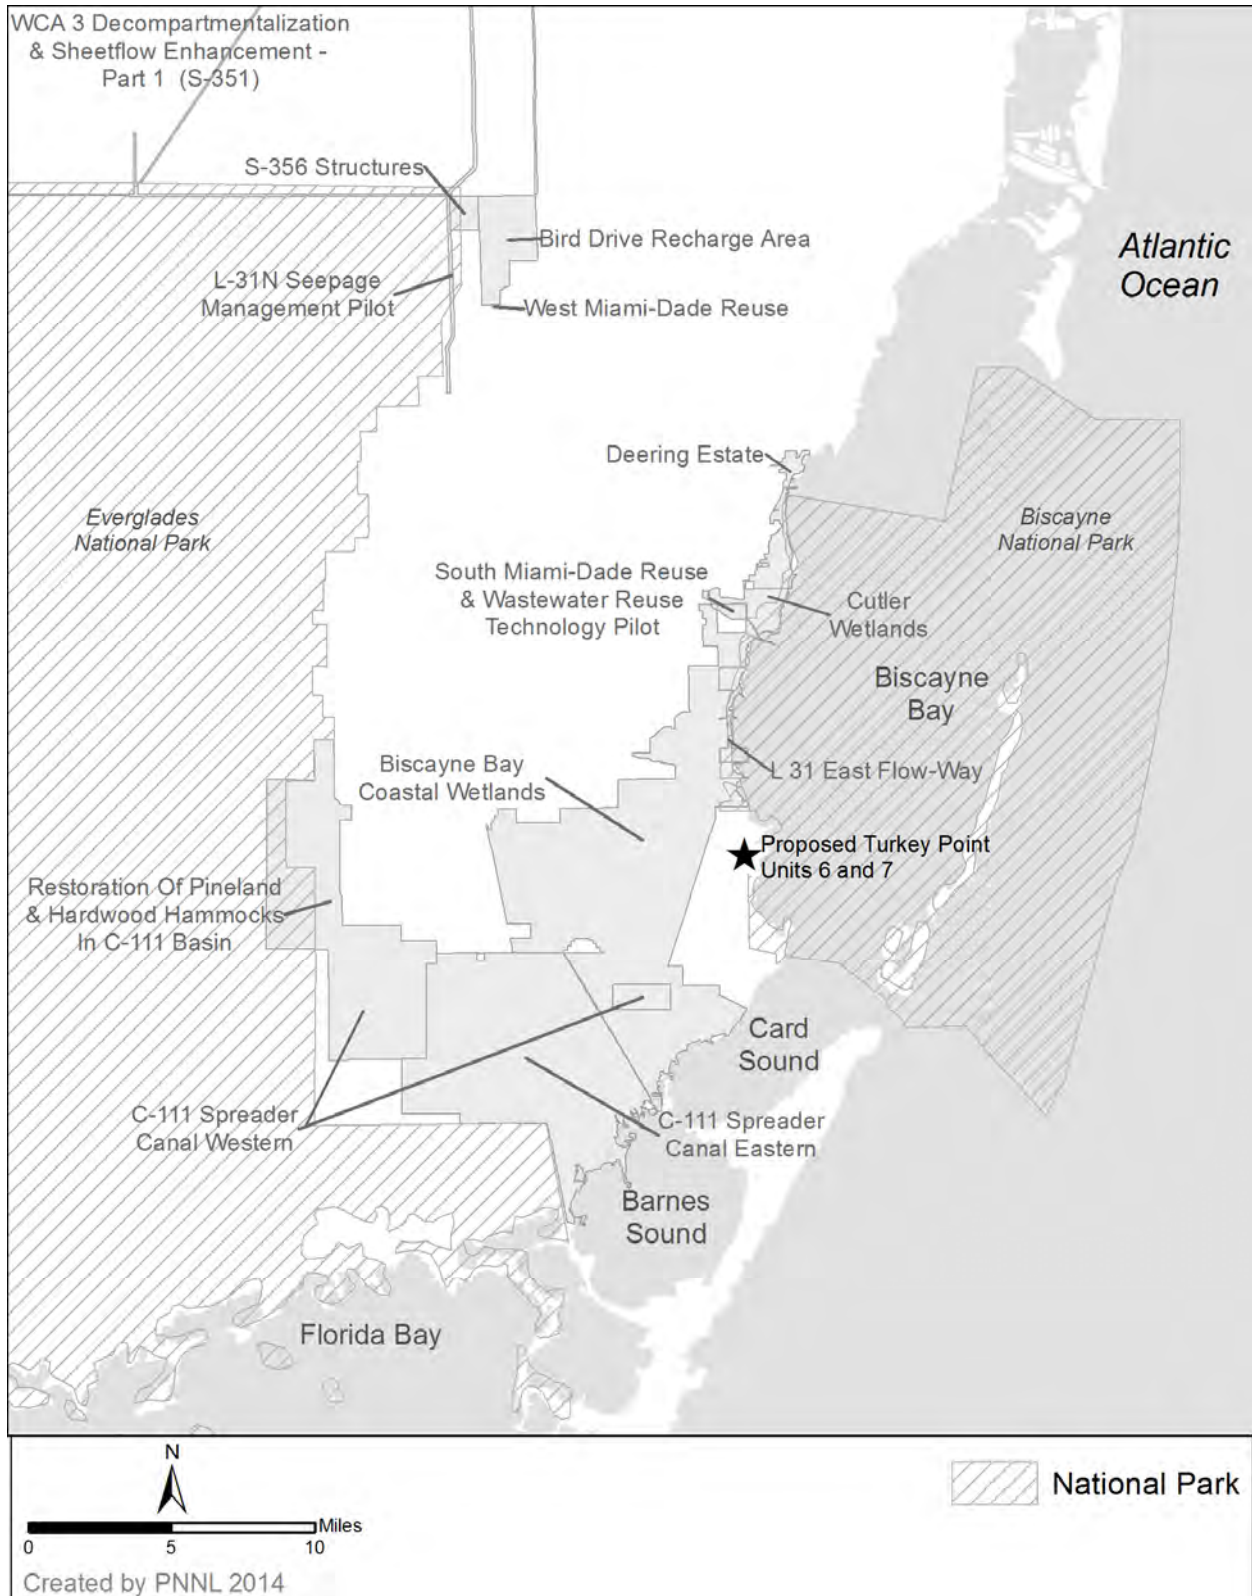 WCA 3 Decompartmentalization
& Sheetflow Enhancement -
Part 1 (S-351)
S-356 Structures
Bird Drive Recharge Area
L-31N Seepage
Management Pilot
West Miami-Dade Reuse
Atlantic
Ocean
Deering Estate
Everglades
National Park
Biscayne
National Park
South Miami-Dade Reuse
& Wastewater Reuse
Technology Pilot
Cutler
Wetlands
Biscayne
Bay
Biscayne Bay
Coastal Wetlands
L 31 East Flow-Way
Proposed Turkey Point
Units 6 and 7
Restoration Of Pineland
& Hardwood Hammocks
In C-111 Basin
Card
Sound
C-111 Spreader
Canal Western
C-111 Spreader
Canal Eastern
Barnes
Sound
Florida Bay
N
Miles
0 5 10
National Park
Created by PNNL 2014